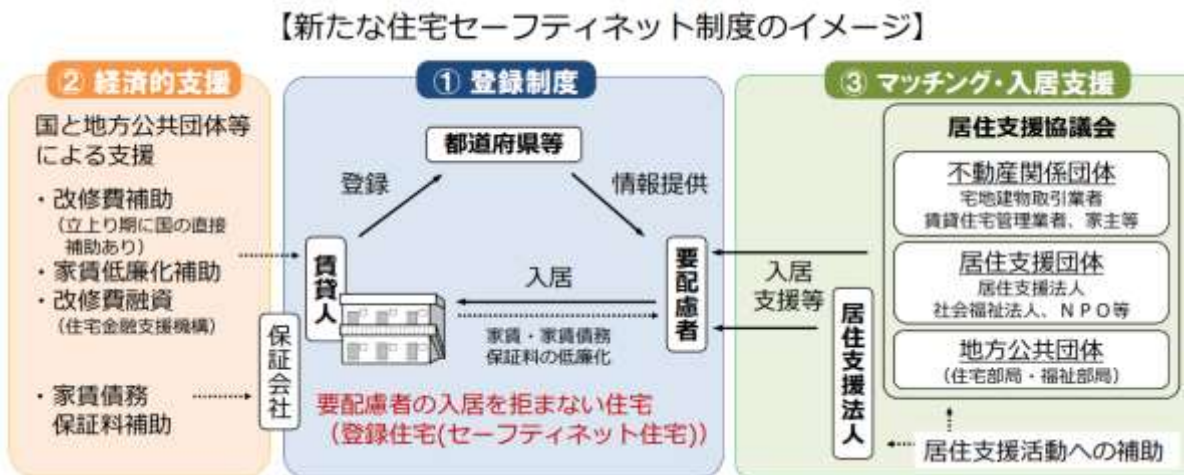 【新たな住宅セーフティネット制度のイメージ】
② 経済的支援
国と地方公共団体等
による支援
・改修費補助
（立上り期に国の直接
補助あり）
・家賃低廉化補助
・改修費融資
（住宅金融支援機構）
・家賃債務
保証料補助
保証会社
① 登録制度
都道府県等
登録
情報提供
賃貸人
要配慮者
入居
家賃・家賃債務
保証料の低廉化
要配慮者の入居を拒まない住宅
（登録住宅(セーフティネット住宅)）
③ マッチング・入居支援
居住支援協議会
不動産関係団体
宅地建物取引業者
賃貸住宅管理業者、家主等
居住支援団体
居住支援法人
社会福祉法人、ＮＰＯ等
地方公共団体
（住宅部局・福祉部局）
入居
支援等
居住支援法人
居住支援活動への補助